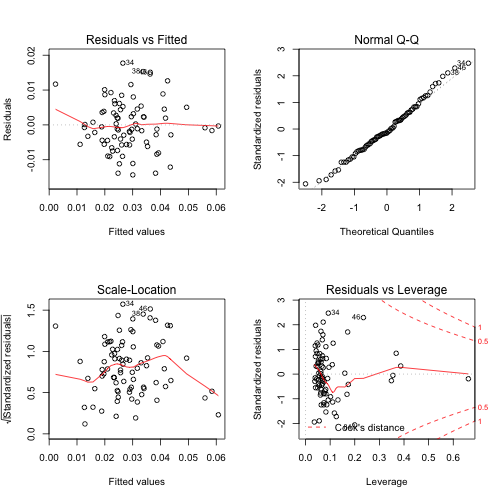 Residuals vs Fitted
Residuals
-0.01 0.00 0.01 0.02
34
38
46
0.00 0.01 0.02 0.03 0.04 0.05 0.06
Fitted values
Normal Q-Q
Standardized residuals
-2 -1 0 1 2 3
34
46
38
-2 -1 0 1 2
Theoretical Quantiles
Scale-Location
√|Standardized residuals|
0.0 0.5 1.0 1.5
34
46
38
0.00 0.01 0.02 0.03 0.04 0.05 0.06
Fitted values
Residuals vs Leverage
Standardized residuals
-2 -1 0 1 2 3
34
46
1
0.5
0.5
1
Cook's distance
0.0 0.1 0.2 0.3 0.4 0.5 0.6
Leverage